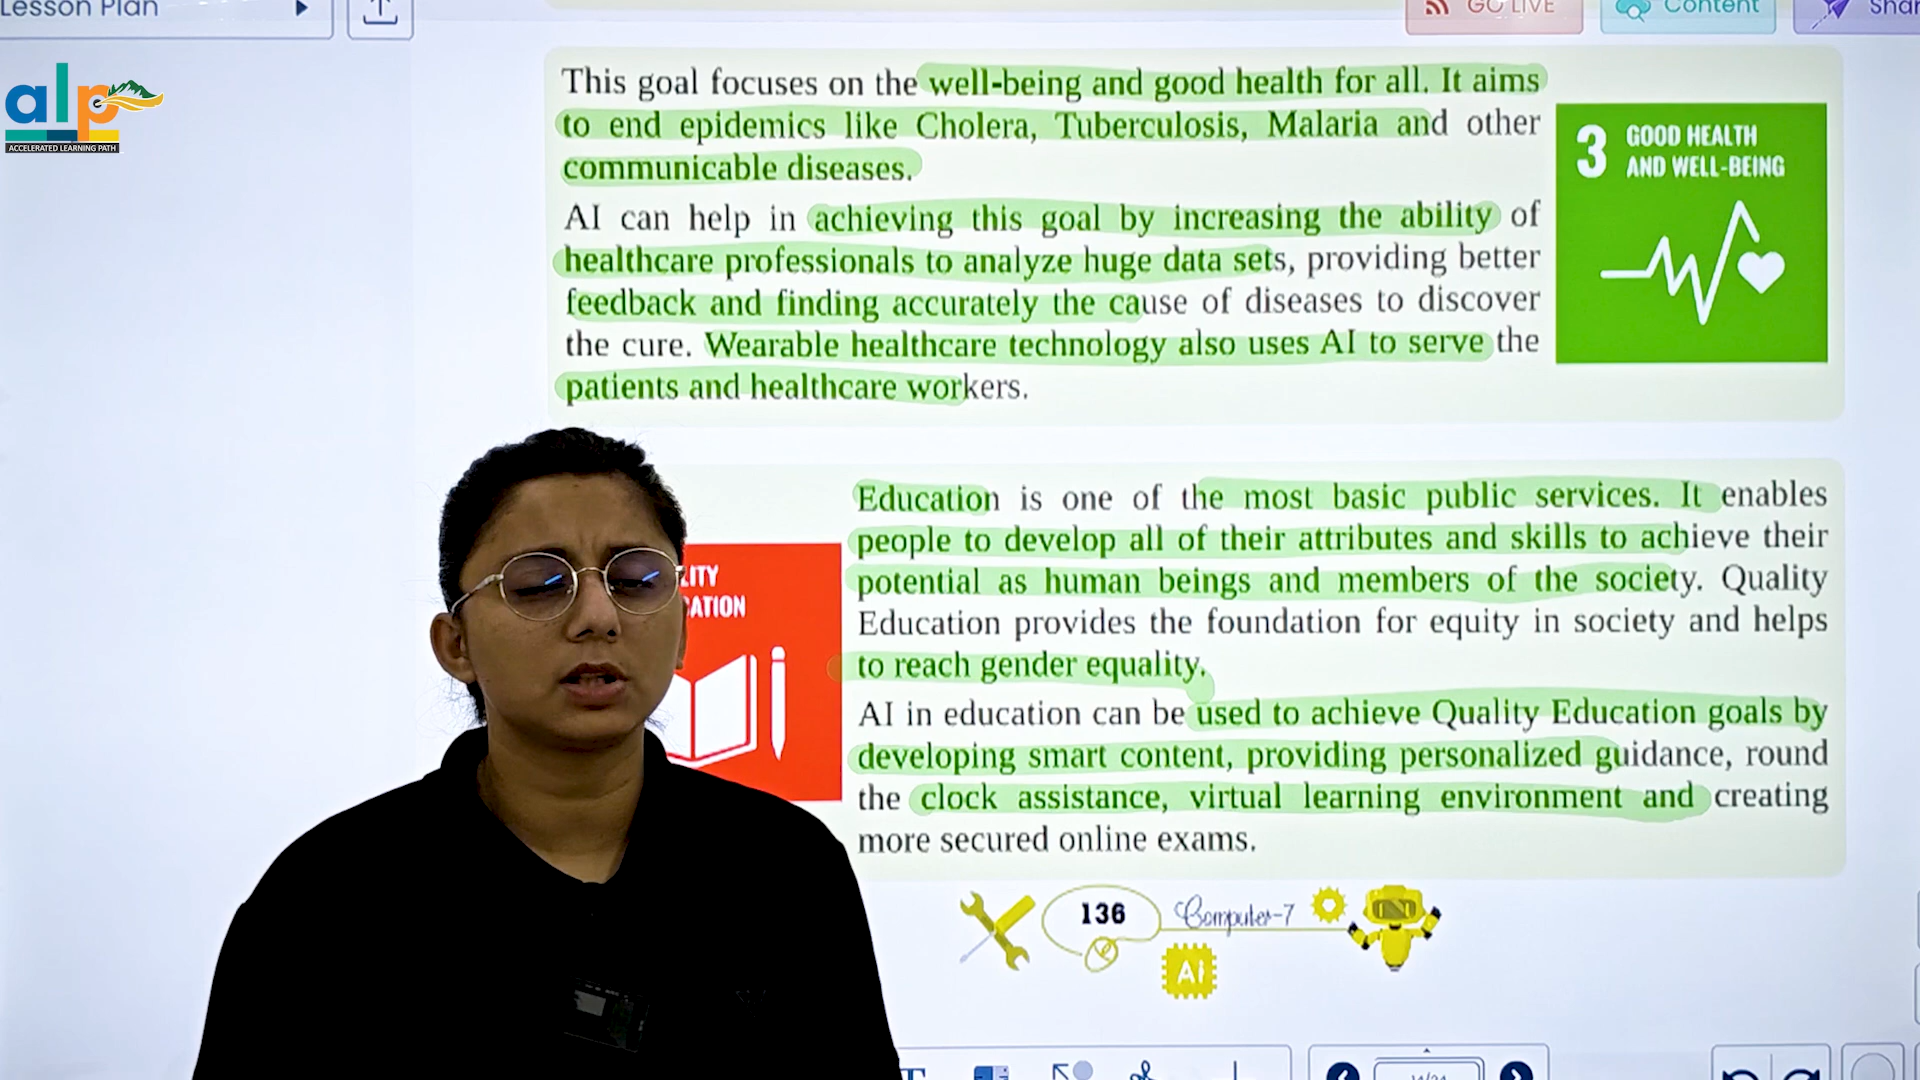 Lesson Plan
GO LIVE
Content
alp
ACCELERATED LEARNING PATH
This goal focuses on the well-being and good health for all. It aims
to end epidemics like Cholera, Tuberculosis, Malaria and other
communicable diseases.
AI can help in achieving this goal by increasing the ability of
healthcare professionals to analyze huge data sets, providing better
feedback and finding accurately the cause of diseases to discover
the cure. Wearable healthcare technology also uses AI to serve the
patients and healthcare workers.
3 GOOD HEALTH
AND WELL-BEING
Education is one of the most basic public services. It enables
people to develop all of their attributes and skills to achieve their
potential as human beings and members of the society. Quality
Education provides the foundation for equity in society and helps
to reach gender equality.
AI in education can be used to achieve Quality Education goals by
developing smart content, providing personalized guidance, round
the clock assistance, virtual learning environment and creating
more secured online exams.
136 Computer-7
AI